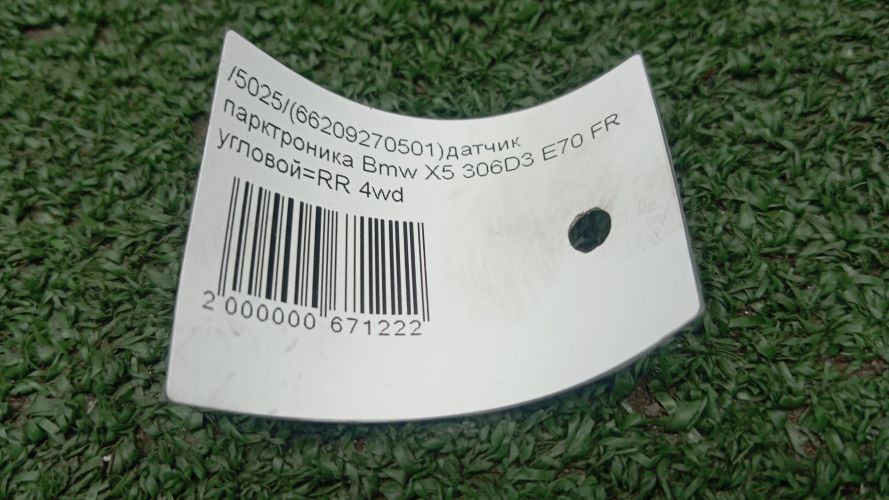 /5025/(66209270501)датчик
парктроника Bmw X5 306D3 E70 FR
угловой=RR 4wd
2 000000 671222